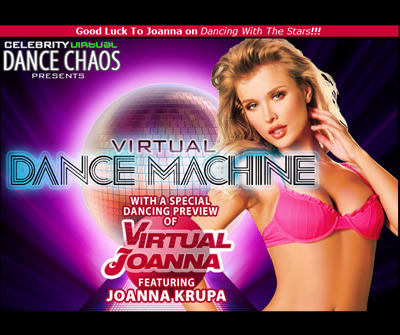 Good Luck To Joanna on Dancing With The Stars!!!
CELEBRITY VIRTUAL
DANCE CHAOS
PRESENTS
VIRTUAL
DANCE MACHINE
WITH A SPECIAL
DANCING PREVIEW
OF
VIRTUAL
JOANNA
FEATURING
JOANNA KRUPA